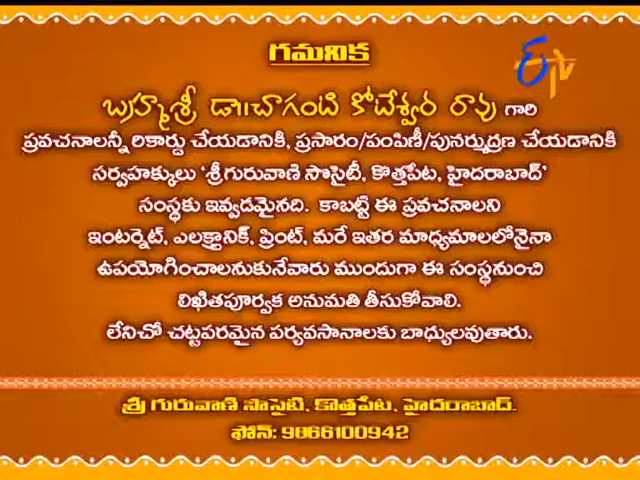 గమనిక
ETV
బ్రహ్మశ్రీ డా॥చాగంటి కోటేశ్వర రావు గారి
ప్రవచనాలన్నీ రికార్డు చేయడానికి, ప్రసారం/పంపిణీ/పునర్ముద్రణ చేయడానికి
సర్వహక్కులు 'శ్రీగురువాణి సొసైటీ, కొత్తపేట, హైదరాబాద్'
సంస్థకు ఇవ్వడమైనది. కాబట్టి ఈ ప్రవచనాలని
ఇంటర్నెట్, ఎలక్ట్రానిక్, ప్రింట్, మరే ఇతర మాధ్యమాలలోనైనా
ఉపయోగించాలనుకునేవారు ముందుగా ఈ సంస్థనుంచి
లిఖితపూర్వక అనుమతి తీసుకోవాలి.
లేనిచో చట్టపరమైన పర్యవసానాలకు బాధ్యులవుతారు.
శ్రీ గురువాణి సొసైటి, కొత్తపేట, హైదరాబాద్.
ఫోన్: 9866100942